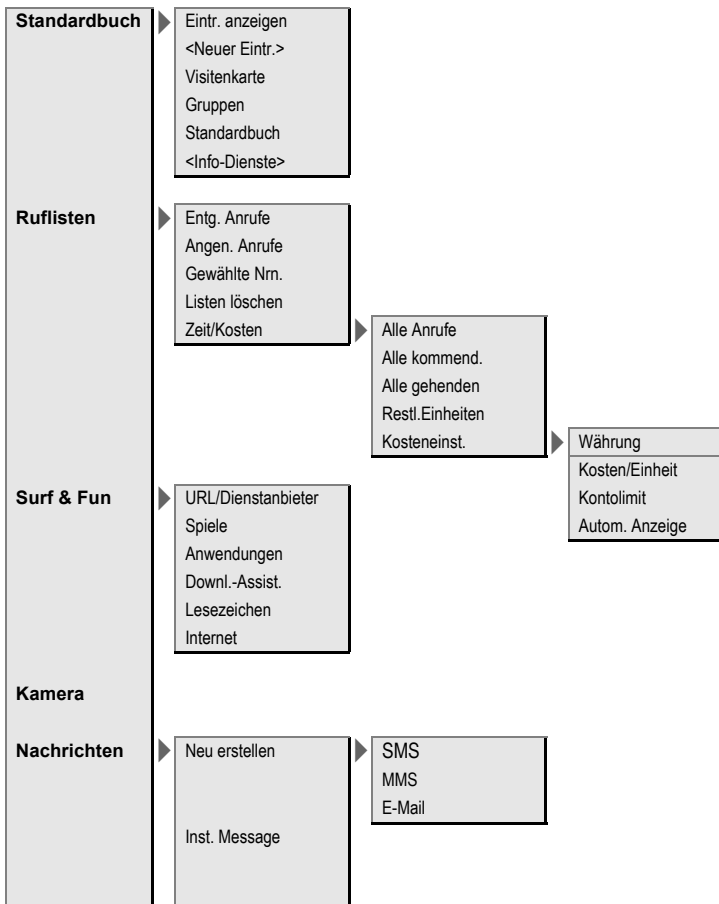 Standardbuch
Eintr. anzeigen
<Neuer Eintr.>
Visitenkarte
Gruppen
Standardbuch
<Info-Dienste>
Ruflisten
Entg. Anrufe
Angen. Anrufe
Gewählte Nrn.
Listen löschen
Zeit/Kosten
Alle Anrufe
Alle kommend.
Alle gehenden
Restl.Einheiten
Kosteneinst.
Währung
Kosten/Einheit
Kontolimit
Autom. Anzeige
Surf & Fun
URL/Dienstanbieter
Spiele
Anwendungen
Downl.-Assist.
Lesezeichen
Internet
Kamera
Nachrichten
Neu erstellen
SMS
MMS
E-Mail
Inst. Message